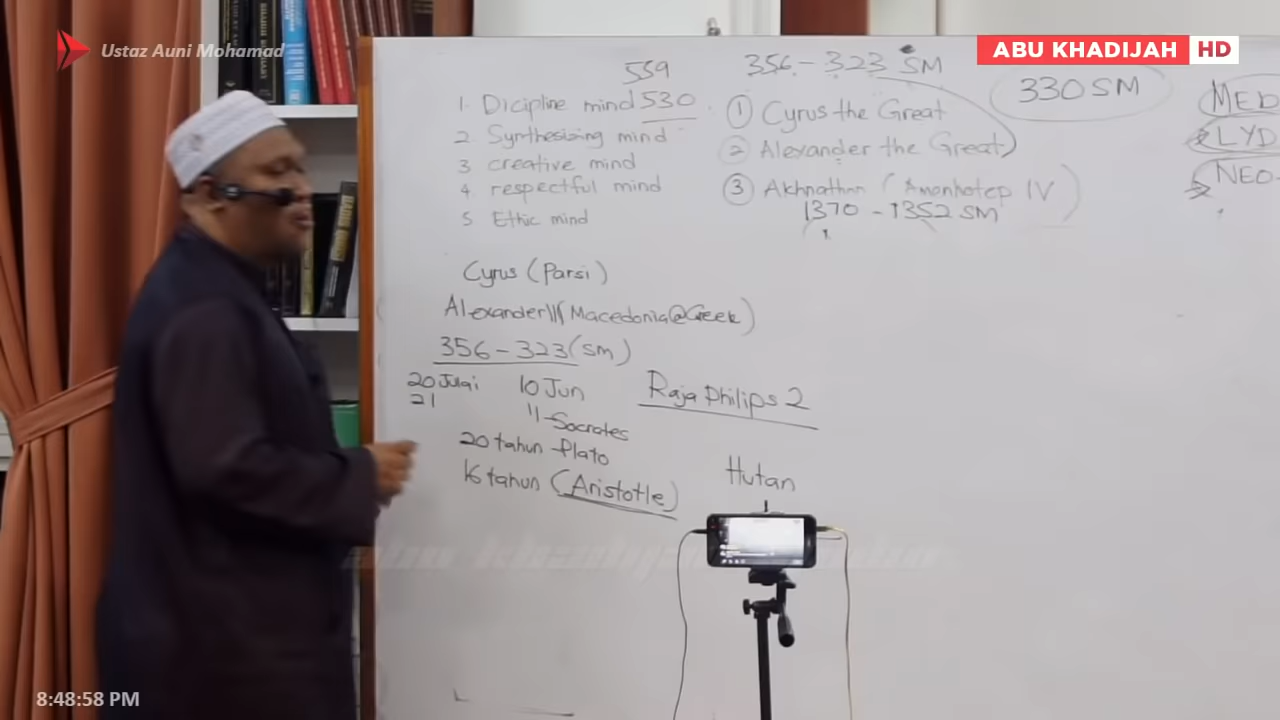 Ustaz Auni Mohamad
ABU KHADIJAH HD
559
1. Dicipline mind 530
2 Synthesizing mind
3 creative mind
4 respectful mind
5 Ethic mind
356 - 323 SM
1 Cyrus the Great
2 Alexander the Great
3 Akhnathan (Amonhotep IV)
1370 - 1352 SM
330 SM
MED
LYD
NEO-
Cyrus (Parsi)
Alexander (Macedonia@Greek)
356 - 323 (SM)
20 Julai 10 Jun
21 11
Socrates
20 tahun Plato
16 tahun (Aristotle)
Raja Philips 2
Hutan
8:48:58 PM